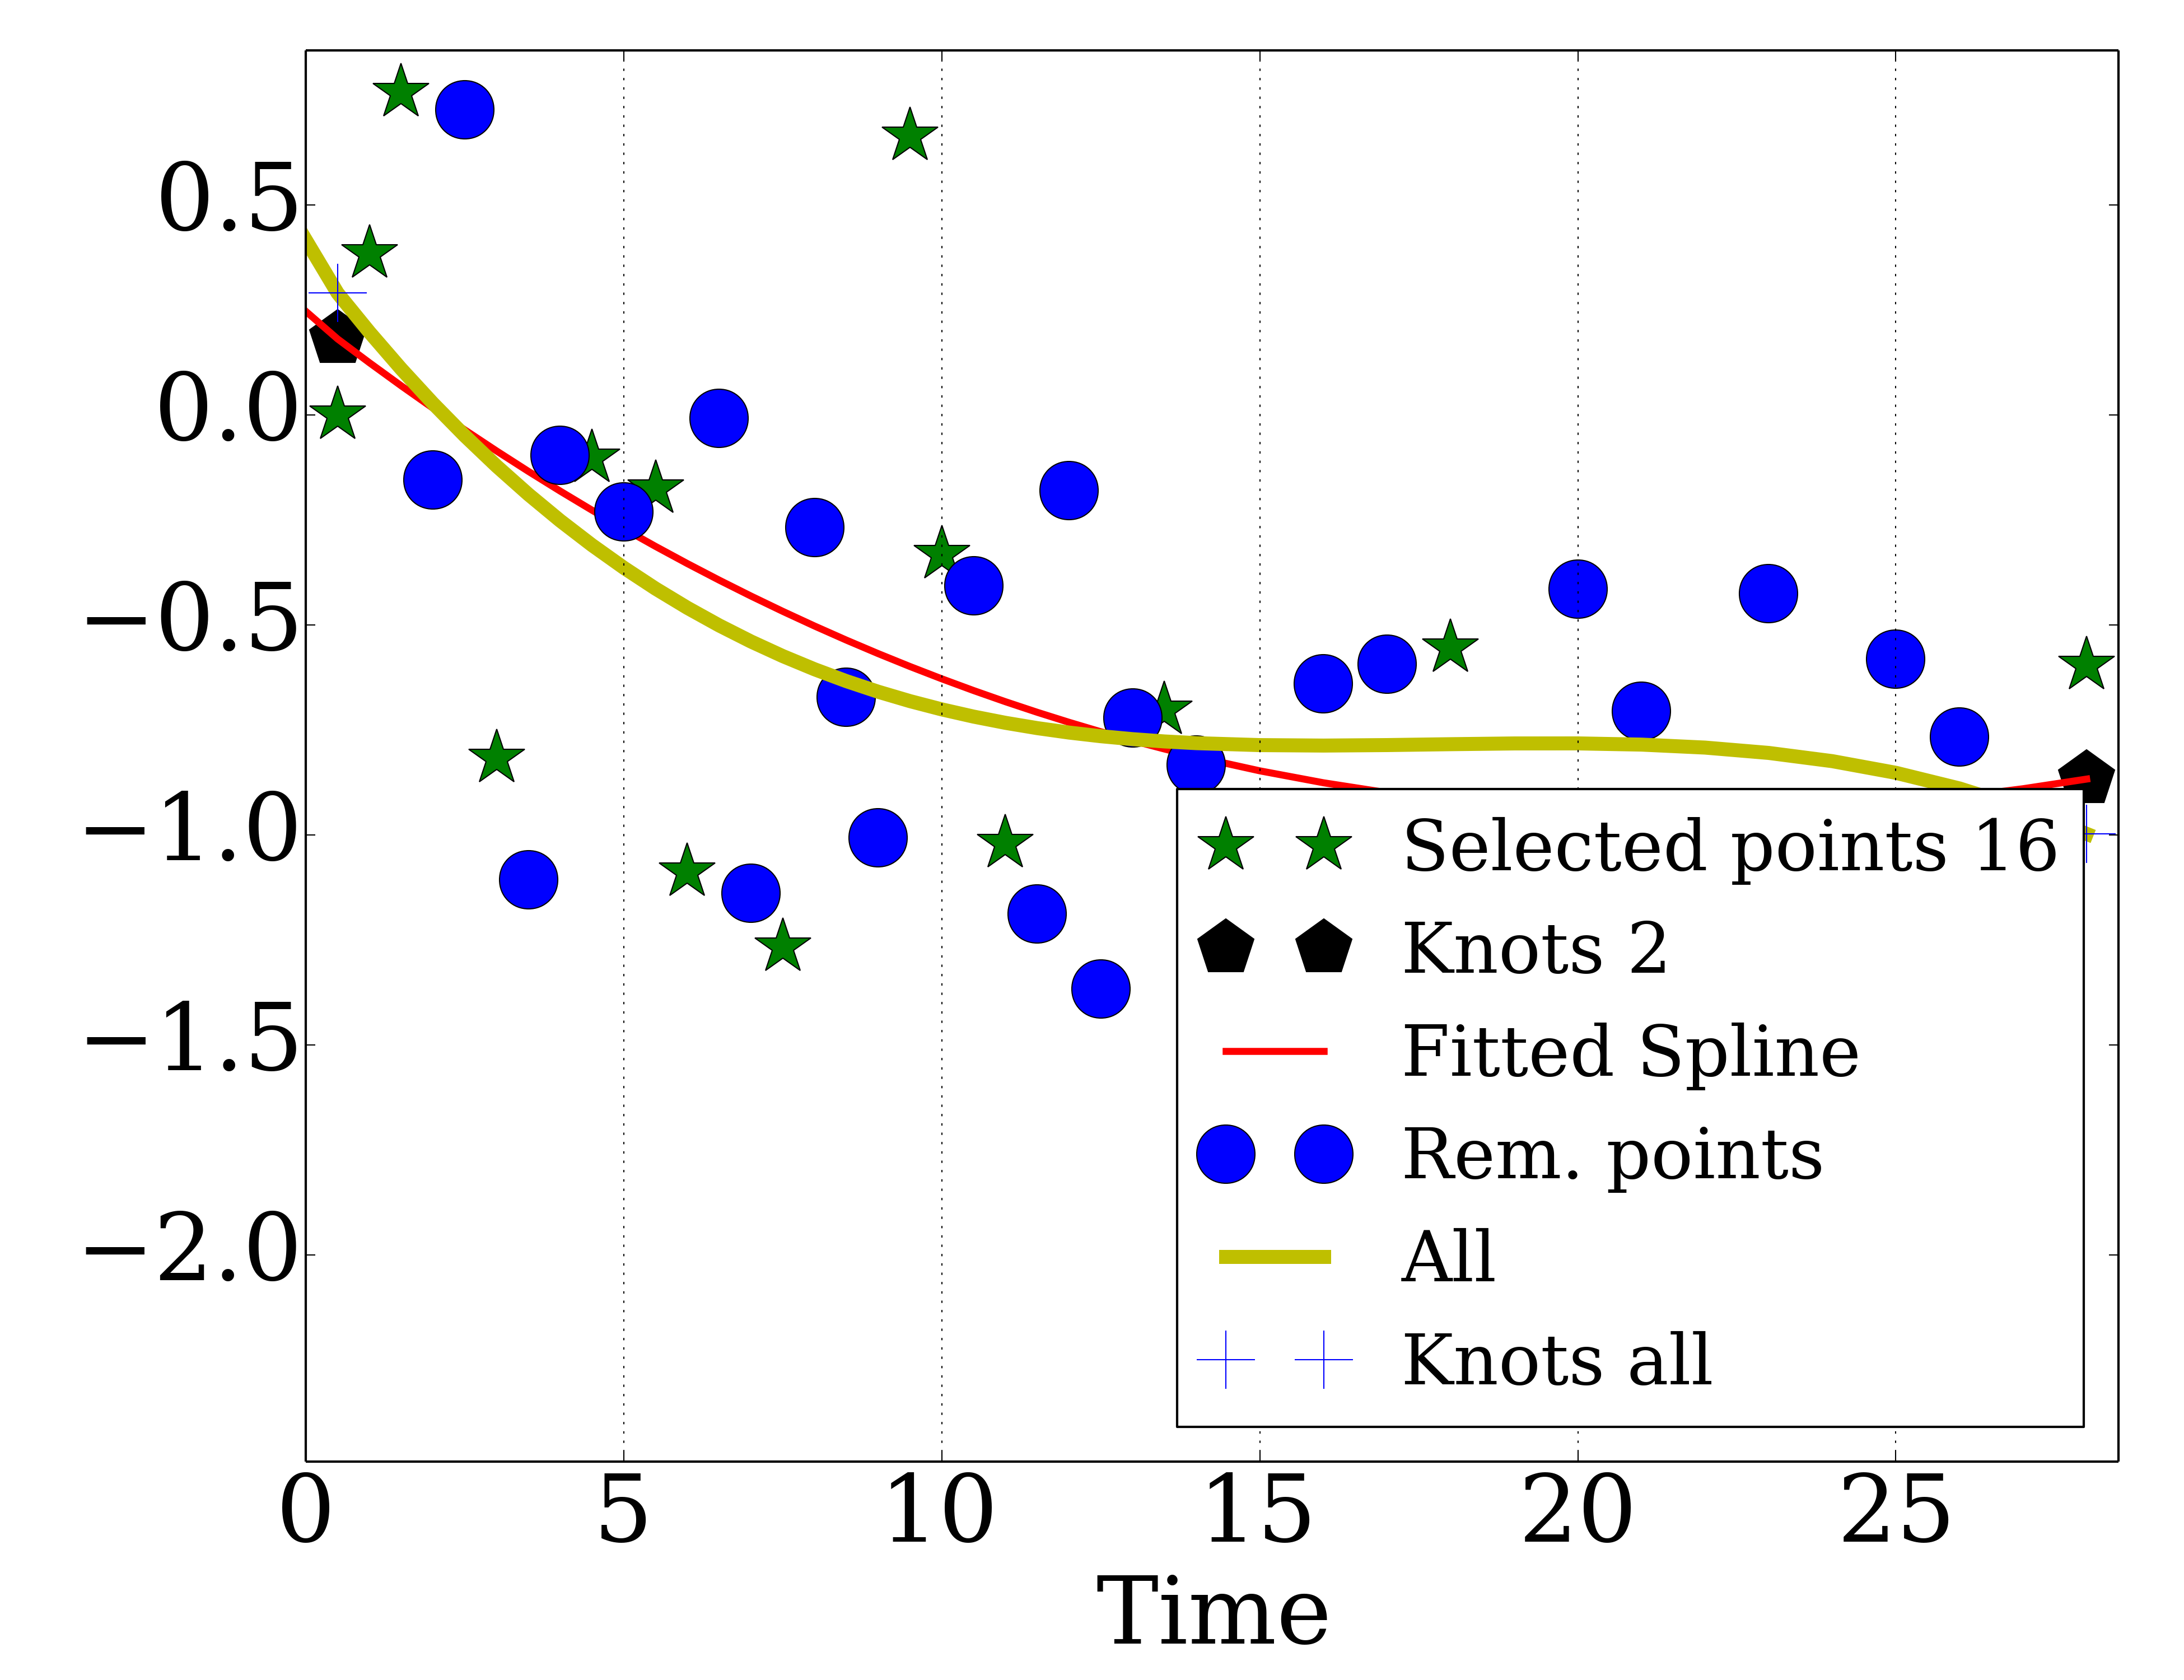 0.5
0.0
−0.5
−1.0
−1.5
−2.0
Selected points 16
Knots 2
Fitted Spline
Rem. points
All
Knots all
0 5 10 15 20 25
Time